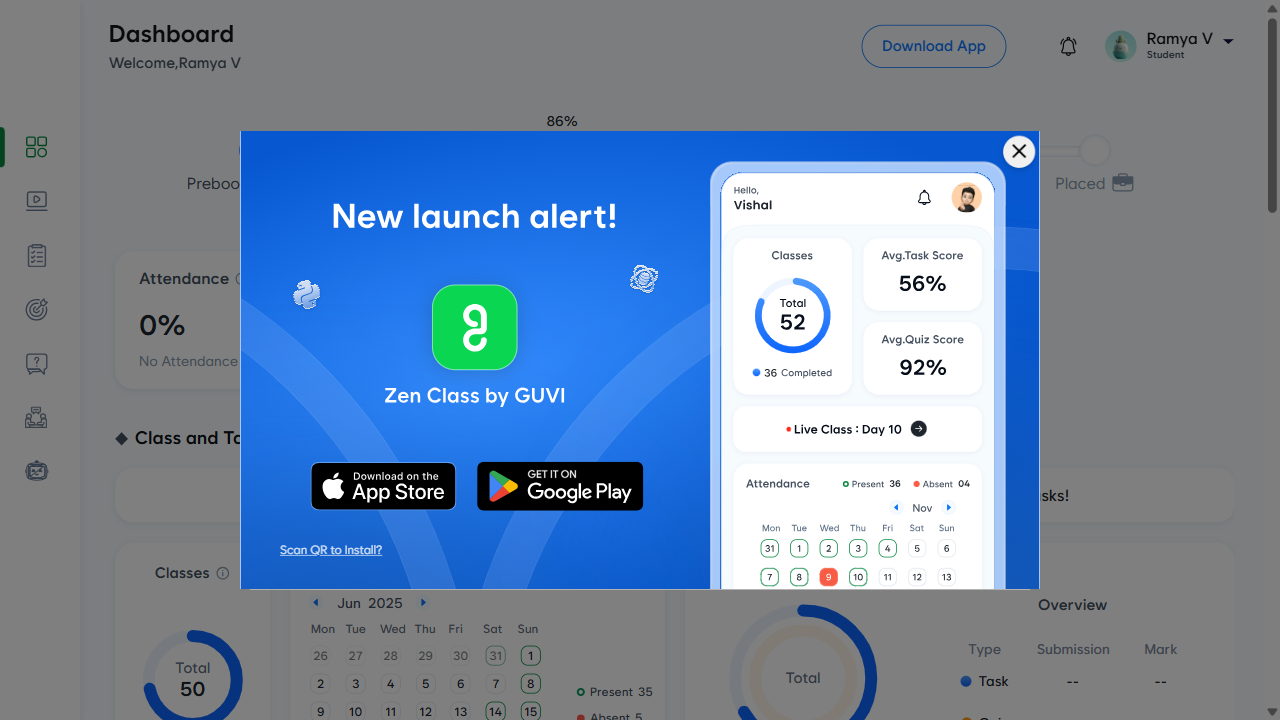 Dashboard
Welcome,Ramya V
Download App
Ramya V
Student
86%
Preboo
Placed
Attendance
0%
No Attendance
Class and Ta
sks!
New launch alert!
Zen Class by GUVI
Download on the
App Store
GET IT ON
Google Play
Scan QR to Install?
Hello,
Vishal
Classes
Total
52
36 Completed
Avg.Task Score
56%
Avg.Quiz Score
92%
Live Class : Day 10
Attendance
Present 36
Absent 04
Nov
Mon Tue Wed Thu Fri Sat Sun
31 1 2 3 4 5 6
7 8 9 10 11 12 13
Classes
Total
50
Jun 2025
Mon Tue Wed Thu Fri Sat Sun
26 27 28 29 30 31 1
2 3 4 5 6 7 8
9 10 11 12 13 14 15
Present 35
Absent 5
Total
Overview
Type Submission Mark
Task -- --